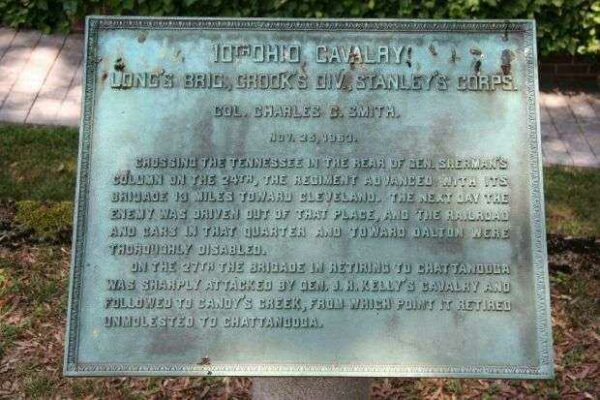 10TH OHIO CAVALRY.
LONG'S BRIG., CROOK'S DIV., STANLEY'S CORPS.
COL. CHARLES C. SMITH.
NOV. 25, 1863.
CROSSING THE TENNESSEE IN THE REAR OF GEN. SHERMAN'S
COLUMN ON THE 24TH, THE REGIMENT ADVANCED WITH ITS
BRIGADE 13 MILES TOWARD CLEVELAND. THE NEXT DAY THE
ENEMY WAS DRIVEN OUT OF THAT PLACE, AND THE RAILROAD
AND CARS IN THAT QUARTER AND TOWARD DALTON WERE
THOROUGHLY DISABLED.
ON THE 27TH THE BRIGADE IN RETIRING TO CHATTANOOGA
WAS SHARPLY ATTACKED BY GEN. J. H. KELLY'S CAVALRY AND
FOLLOWED TO CANDY'S CREEK, FROM WHICH POINT IT RETIRED
UNMOLESTED TO CHATTANOOGA.